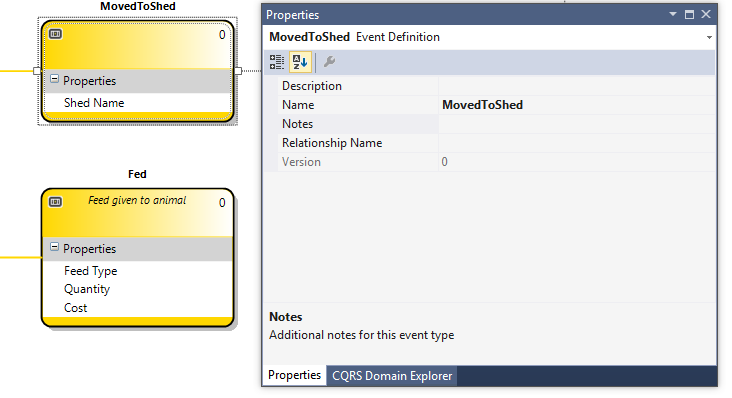 MovedToShed
0
Properties
Shed Name
Fed
Feed given to animal
0
Properties
Feed Type
Quantity
Cost
Properties
MovedToShed Event Definition
Description
Name MovedToShed
Notes
Relationship Name
Version 0
Notes
Additional notes for this event type
Properties CQRS Domain Explorer